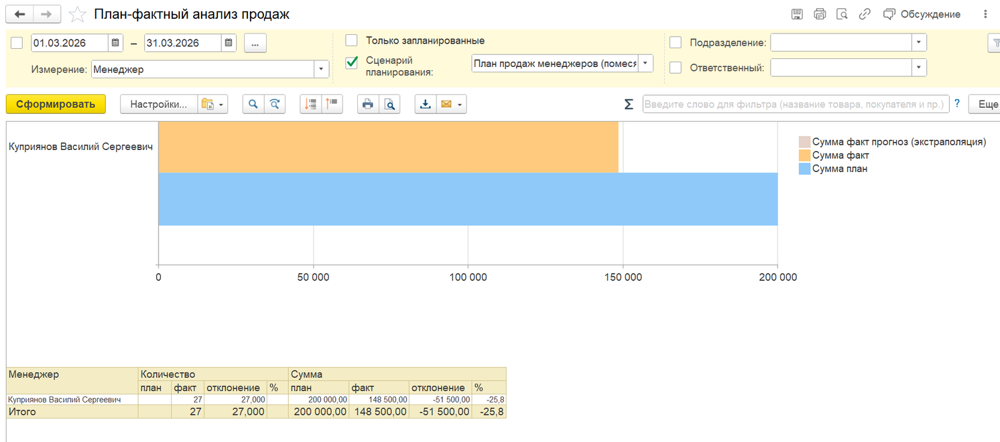 План-фактный анализ продаж
Обсуждение
01.03.2026 – 31.03.2026 ...
Только запланированные
Подразделение:
Измерение: Менеджер
Сценарий
планирования:
План продаж менеджеров (помеся
Ответственный:
Сформировать Настройки... Σ Введите слово для фильтра (название товара, покупателя и пр.) ? Еще
Куприянов Василий Сергеевич
Сумма факт прогноз (экстраполяция)
Сумма факт
Сумма план
0 50 000 100 000 150 000 200 000
Менеджер Количество Сумма
план факт отклонение % план факт отклонение %
Куприянов Василий Сергеевич 27 27,000 200 000,00 148 500,00 -51 500,00 -25,8
Итого 27 27,000 200 000,00 148 500,00 -51 500,00 -25,8